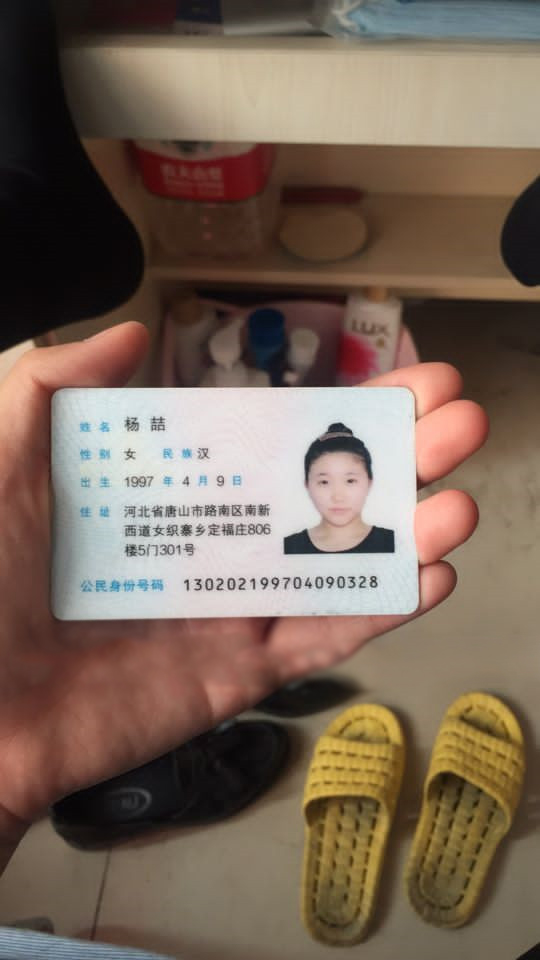 LUX
姓名 杨喆
性别 女 民族 汉
出生 1997 年 4 月 9 日
住址 河北省唐山市路南区南新
西道女织寨乡定福庄806
楼5门301号
公民身份号码 130202199704090328